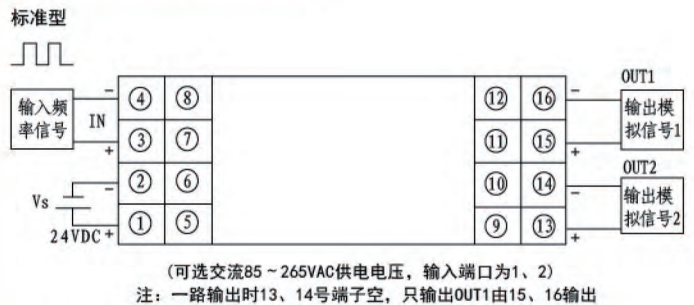 标准型
输入频
率信号
IN
-
+
Vs
-
24VDC +
④ ⑧
③ ⑦
② ⑥
① ⑤
⑫ ⑯
⑪ ⑮
⑩ ⑭
⑨ ⑬
OUT1
-
输出模
拟信号1
+
OUT2
-
输出模
拟信号2
+
(可选交流85~265VAC供电电压，输入端口为1、2)
注：一路输出时13、14号端子空，只输出OUT1由15、16输出